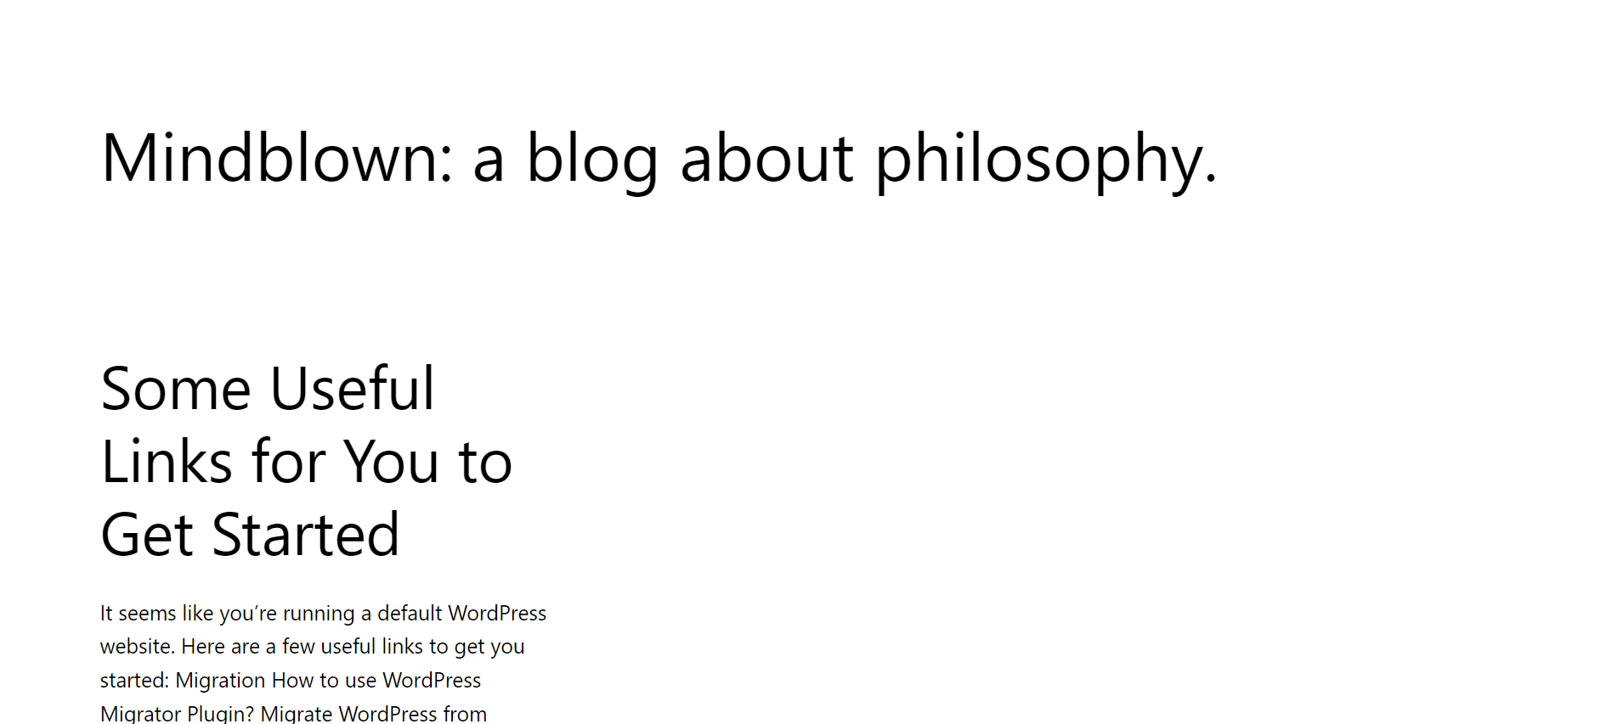 Mindblown: a blog about philosophy.
Some Useful
Links for You to
Get Started
It seems like you’re running a default WordPress
website. Here are a few useful links to get you
started: Migration How to use WordPress
Migrator Plugin? Migrate WordPress from